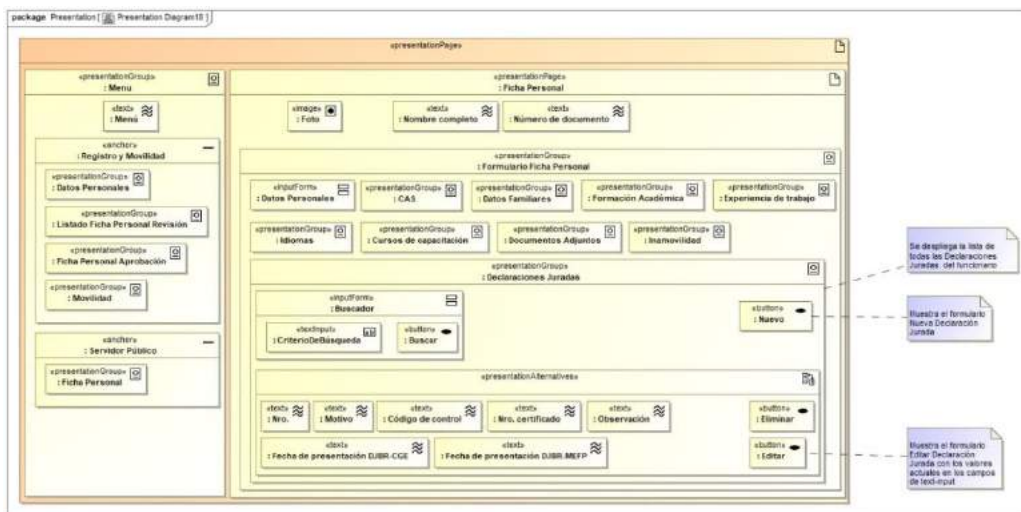 package Presentation [ Presentation Diagram18 ]
«presentationPage»
«presentationGroup»
: Menu
«text»
: Menú
«anchor»
: Registro y Movilidad
«presentationGroup»
: Datos Personales
«presentationGroup»
: Listado Ficha Personal Revisión
«presentationGroup»
: Ficha Personal Aprobación
«presentationGroup»
: Movilidad
«anchor»
: Servidor Público
«presentationGroup»
: Ficha Personal
«presentationPage»
: Ficha Personal
«image»
: Foto
«text»
: Nombre completo
«text»
: Número de documento
«presentationGroup»
: Formulario Ficha Personal
«inputForm»
: Datos Personales
«presentationGroup»
: CAS
«presentationGroup»
: Datos Familiares
«presentationGroup»
: Formación Académica
«presentationGroup»
: Experiencia de trabajo
«presentationGroup»
: Idiomas
«presentationGroup»
: Cursos de capacitación
«presentationGroup»
: Documentos Adjuntos
«presentationGroup»
: Inamovilidad
«presentationGroup»
: Declaraciones Juradas
«inputForm»
: Buscador
«textInput»
: CriterioDeBúsqueda
«button»
: Buscar
«button»
: Nuevo
«presentationAlternatives»
«text»
: Nro.
«text»
: Motivo
«text»
: Código de control
«text»
: Nro. certificado
«text»
: Observación
«button»
: Eliminar
«text»
: Fecha de presentación DJBR-CGE
«text»
: Fecha de presentación DJBR-MEFP
«button»
: Editar
Se despliega la lista de
todas las Declaraciones
Juradas del funcionario
Muestra el formulario
Nueva Declaración
Jurada
Muestra el formulario
Editar Declaración
Jurada con los valores
actuales en los campos
de text-input